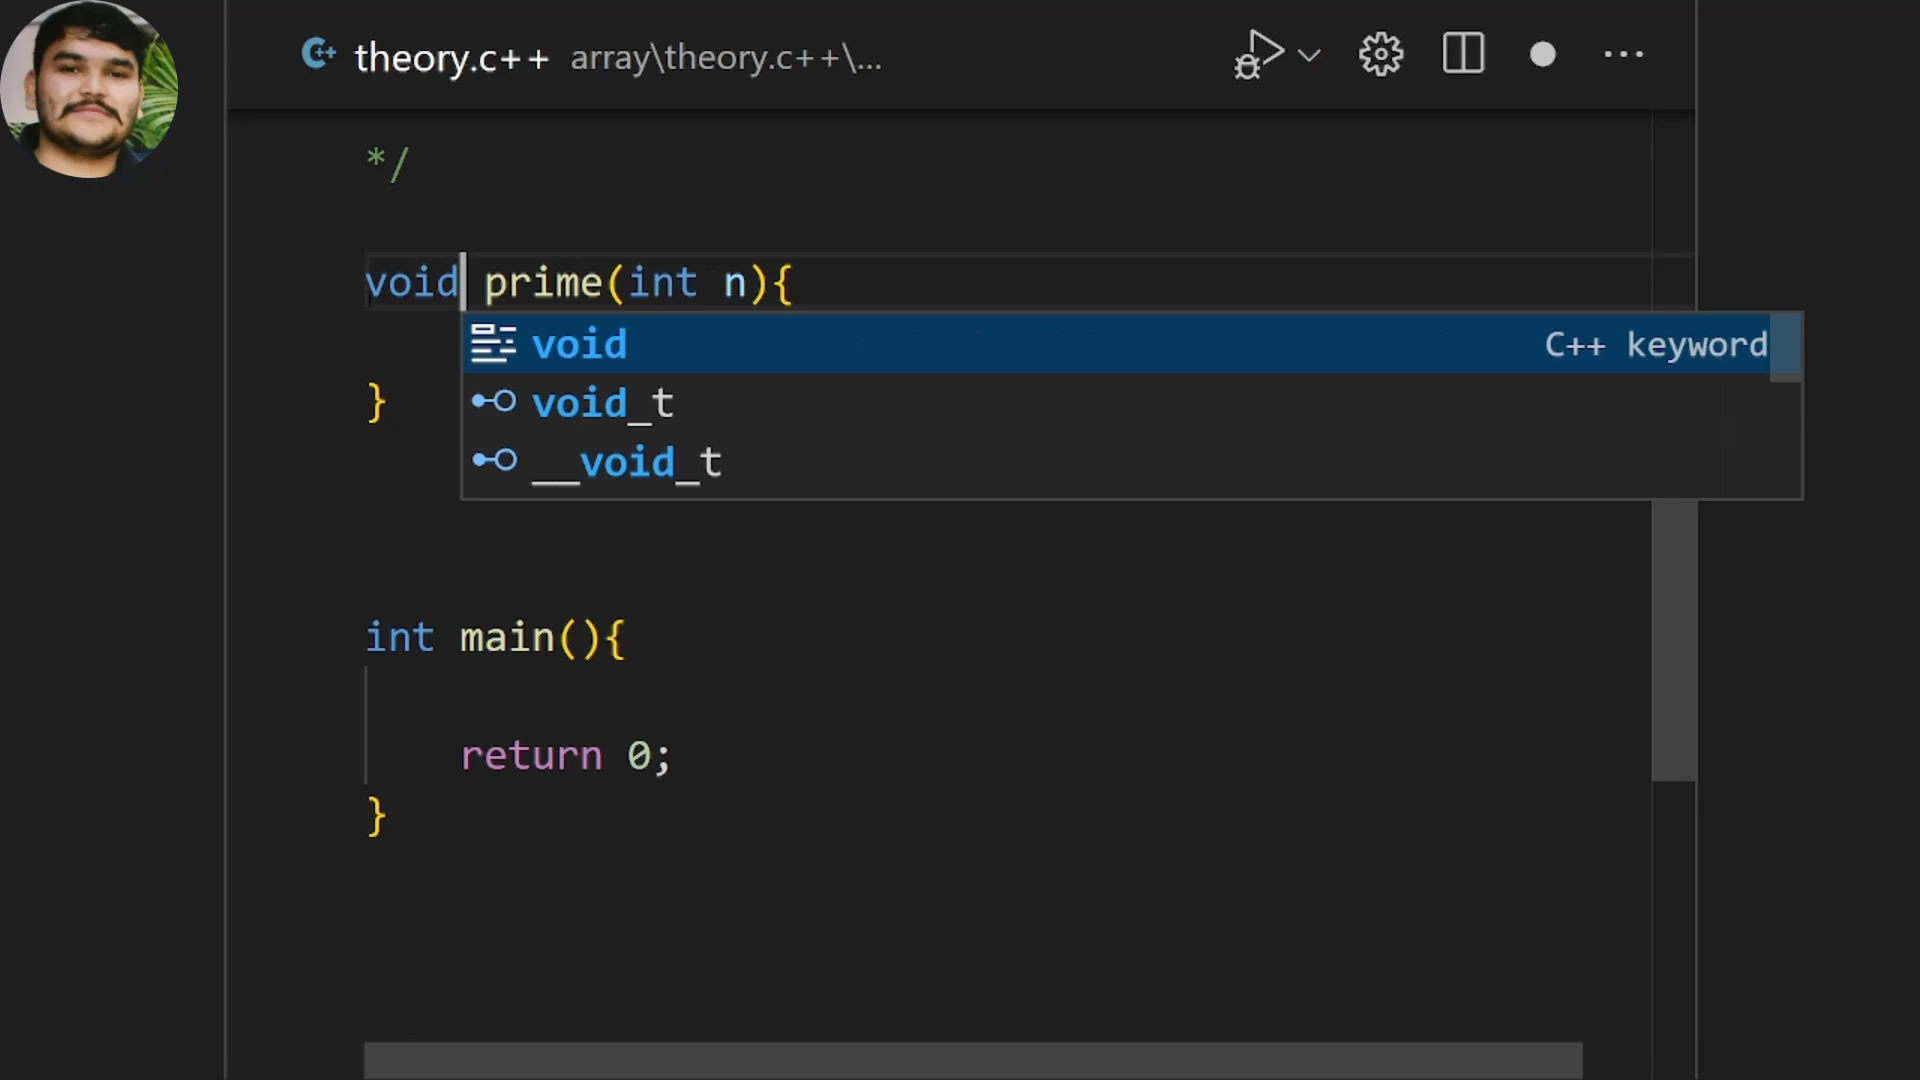 theory.c++ array\theory.c++\...
*/
void prime(int n){
void C++ keyword
void_t
}
__void_t
int main(){
return 0;
}